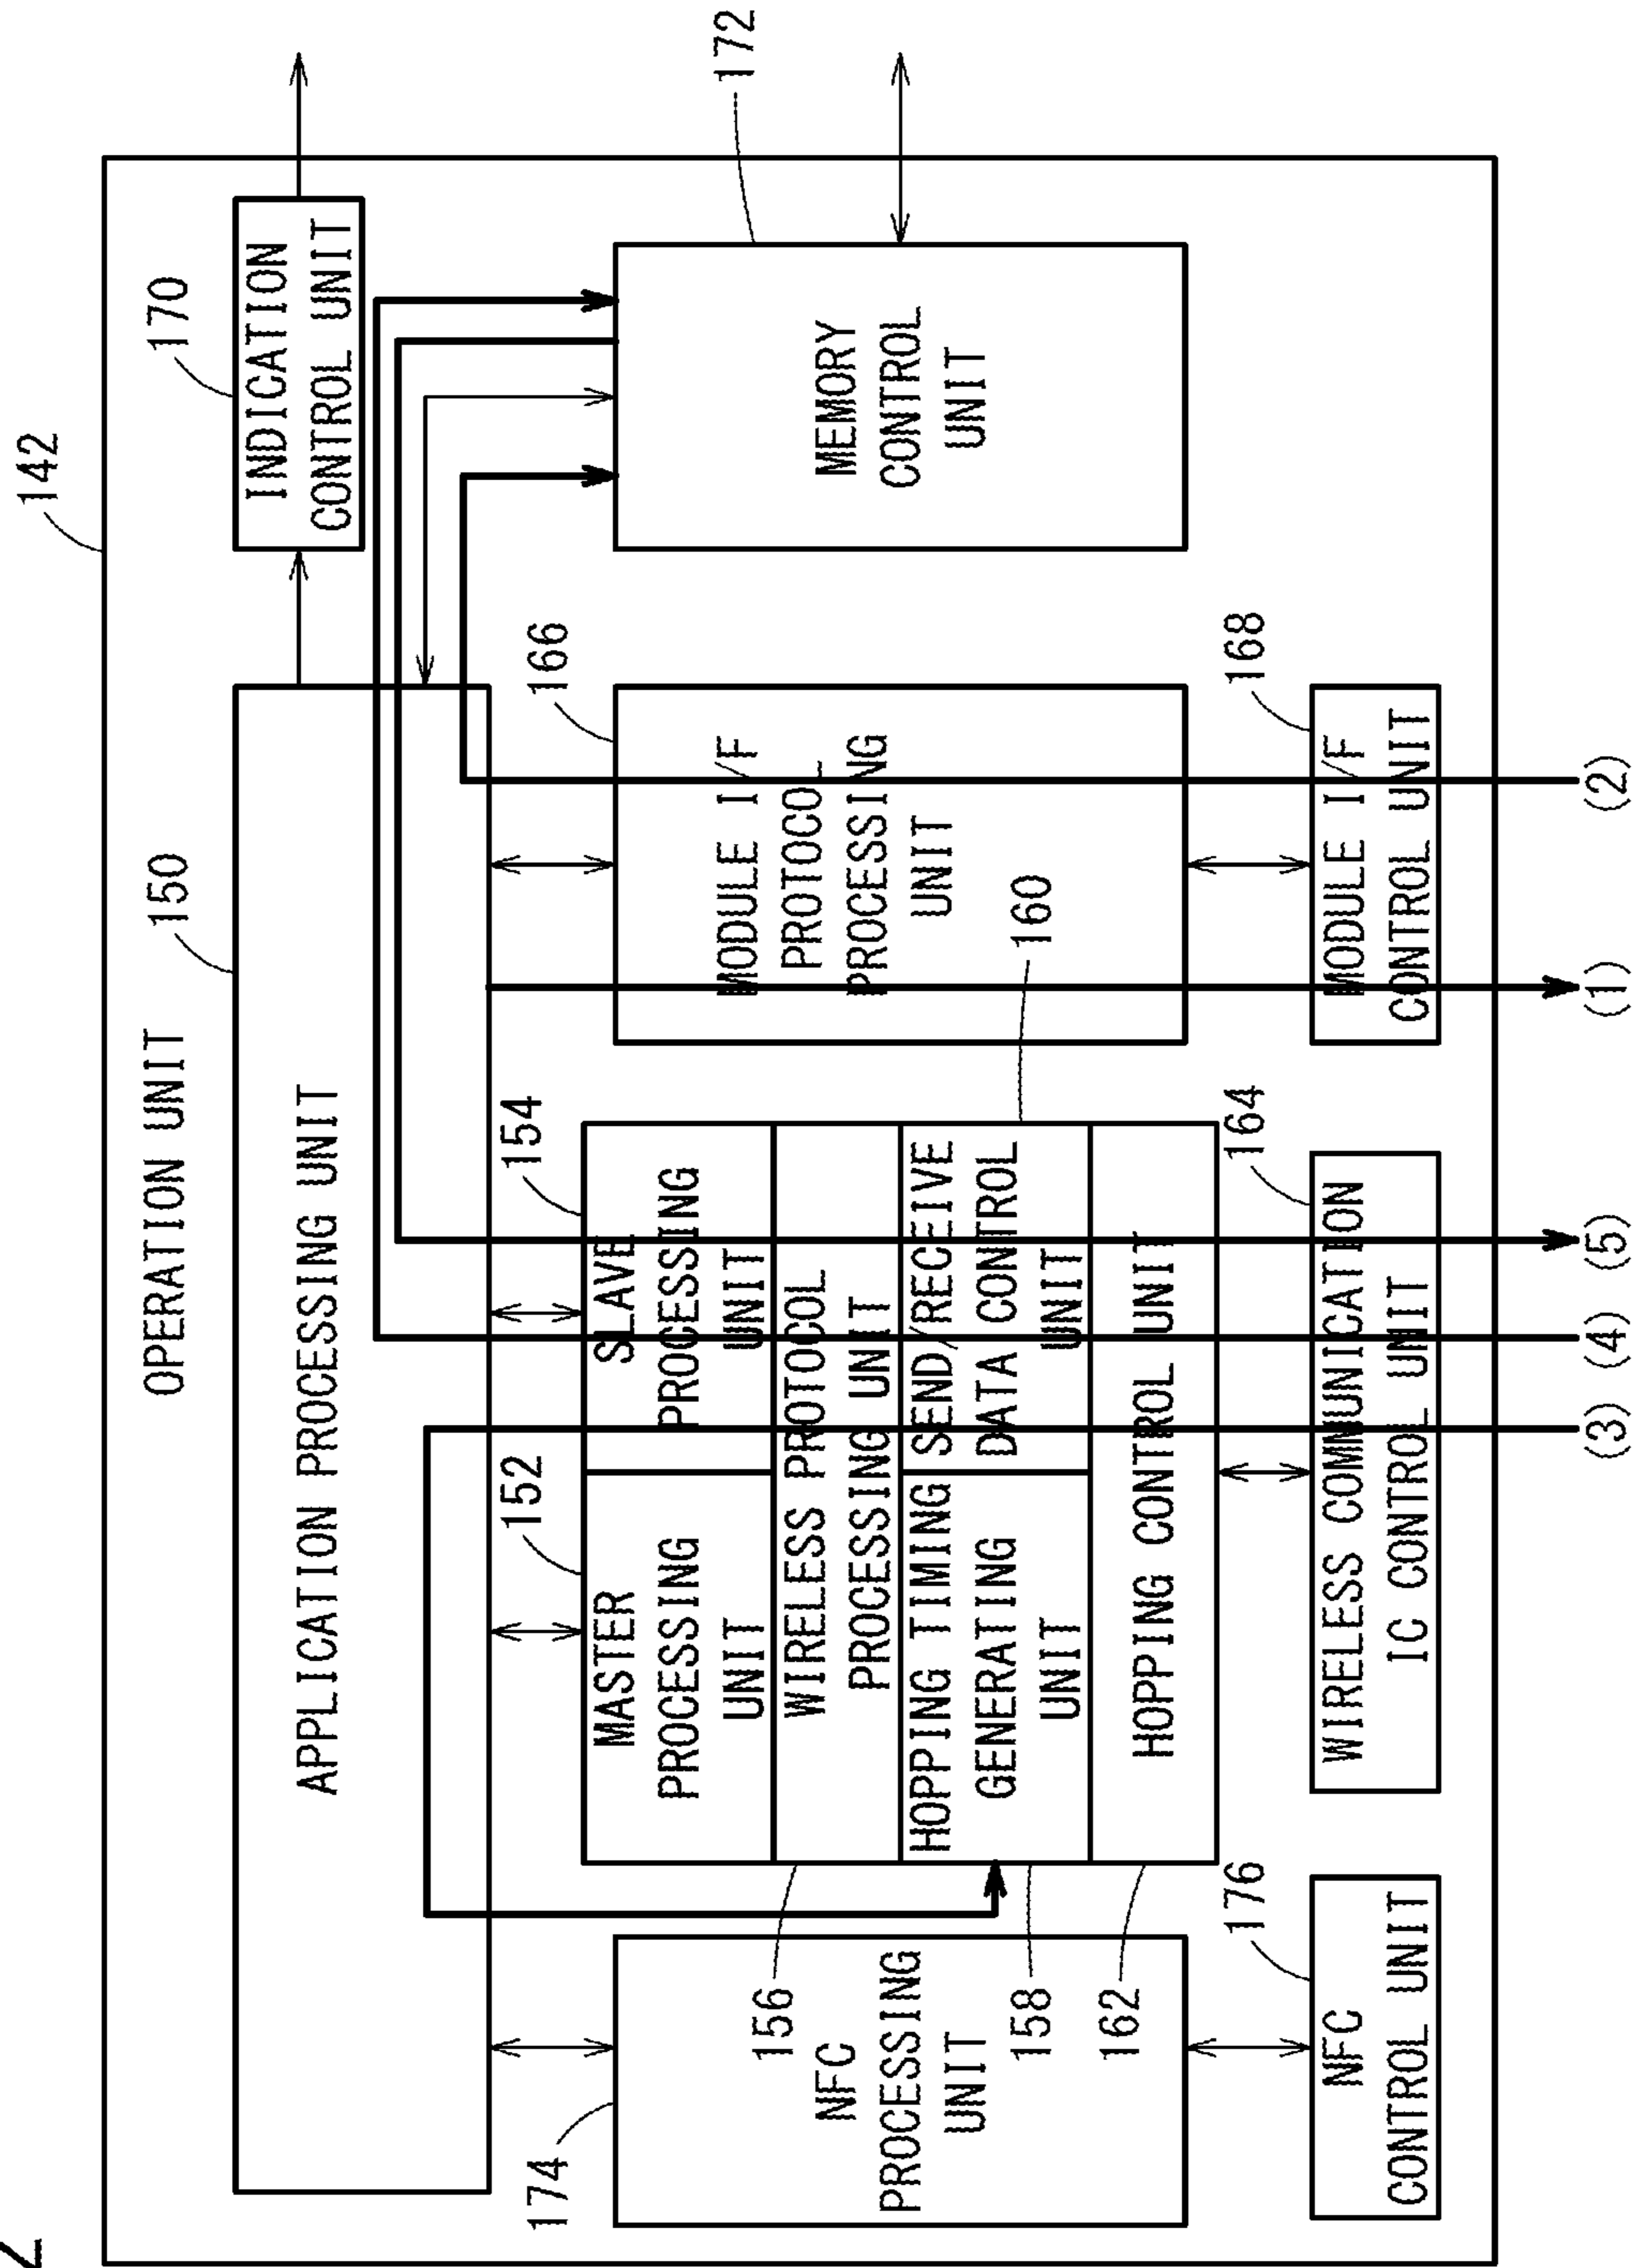 142
OPERATION UNIT
150
APPLICATION PROCESSING UNIT
170
INDICATION
CONTROL UNIT
174
NFC
PROCESSING
UNIT
152
MASTER
PROCESSING
UNIT
154
SLAVE
PROCESSING
UNIT
156
WIRELESS PROTOCOL
PROCESSING UNIT
158
HOPPING TIMING
GENERATING
UNIT
160
SEND/RECEIVE
DATA CONTROL
UNIT
162
HOPPING CONTROL UNIT
166
MODULE I/F
PROTOCOL
PROCESSING
UNIT
172
MEMORY
CONTROL
UNIT
176
NFC
CONTROL UNIT
164
WIRELESS COMMUNICATION
IC CONTROL UNIT
168
MODULE I/F
CONTROL UNIT
(3)
(4)
(5)
(1)
(2)